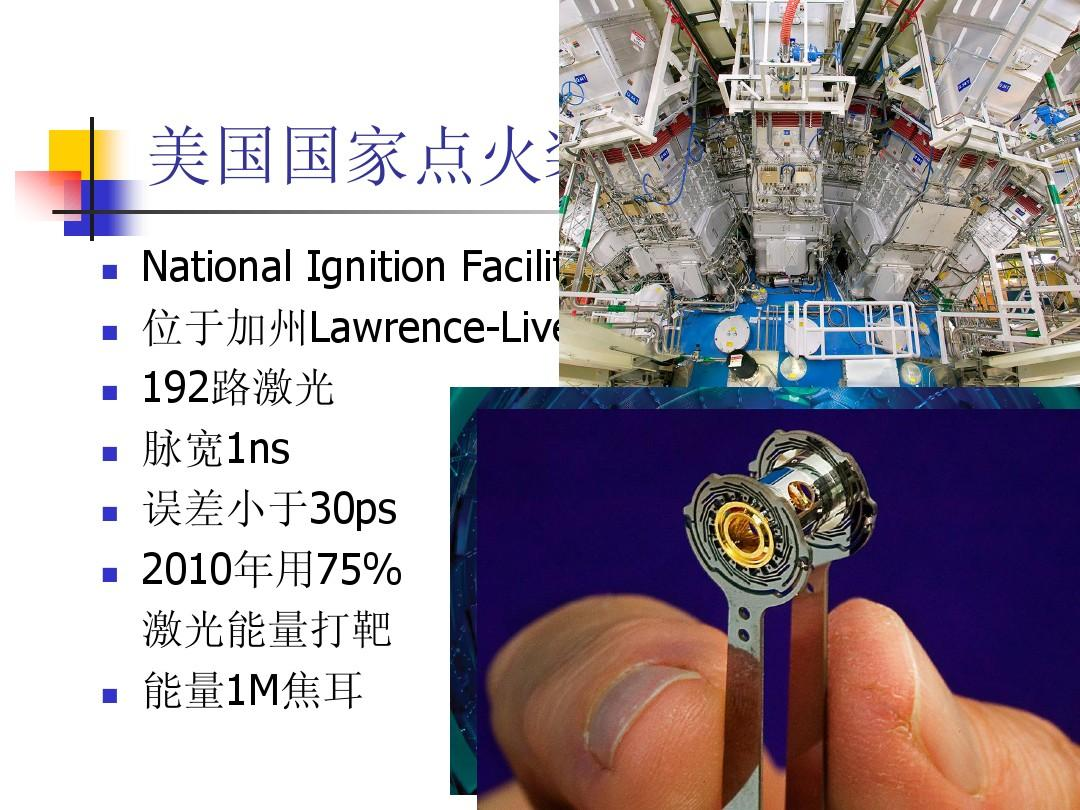 美国国家点火
National Ignition Facilit
位于加州Lawrence-Live
192路激光
脉宽1ns
误差小于30ps
2010年用75%
激光能量打靶
能量1M焦耳